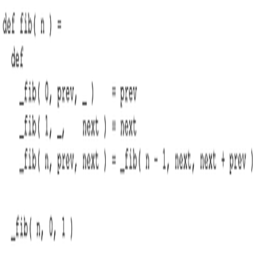 def fib( n ) =
  def
    _fib( 0, prev, _ )   = prev
    _fib( 1, _,    next ) = next
    _fib( n, prev, next ) = _fib( n - 1, next, next + prev )

  _fib( n, 0, 1 )